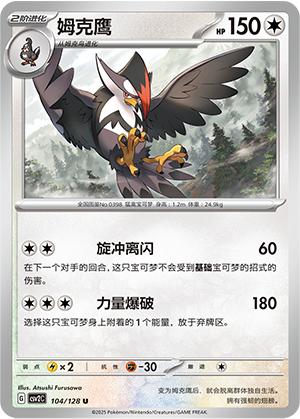 2阶进化
姆克鹰
HP 150
从姆克鸟进化
全国图鉴No.0398 猛禽宝可梦 身高：1.2m 体重：24.9kg
旋冲离闪 60
在下一个对手的回合，这只宝可梦不会受到基础宝可梦的招式的
伤害。
力量爆破 180
选择这只宝可梦身上附着的1个能量，放于弃牌区。
弱点 ×2 抗性 -30 撤退
Illus. Atsushi Furusawa
G CSV2C 104/128 U
变为姆克鹰后，就会脱离群体独自生活。
拥有强韧的翅膀。
©2025 Pokémon/Nintendo/Creatures/GAME FREAK.